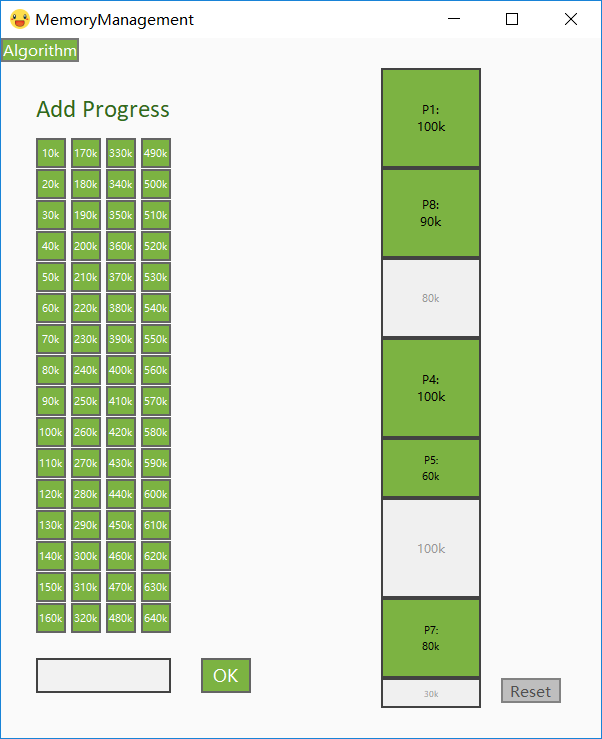 MemoryManagement
Algorithm
Add Progress
10k 170k 330k 490k
20k 180k 340k 500k
30k 190k 350k 510k
40k 200k 360k 520k
50k 210k 370k 530k
60k 220k 380k 540k
70k 230k 390k 550k
80k 240k 400k 560k
90k 250k 410k 570k
100k 260k 420k 580k
110k 270k 430k 590k
120k 280k 440k 600k
130k 290k 450k 610k
140k 300k 460k 620k
150k 310k 470k 630k
160k 320k 480k 640k
OK
P1:
100k
P8:
90k
80k
P4:
100k
P5:
60k
100k
P7:
80k
30k
Reset